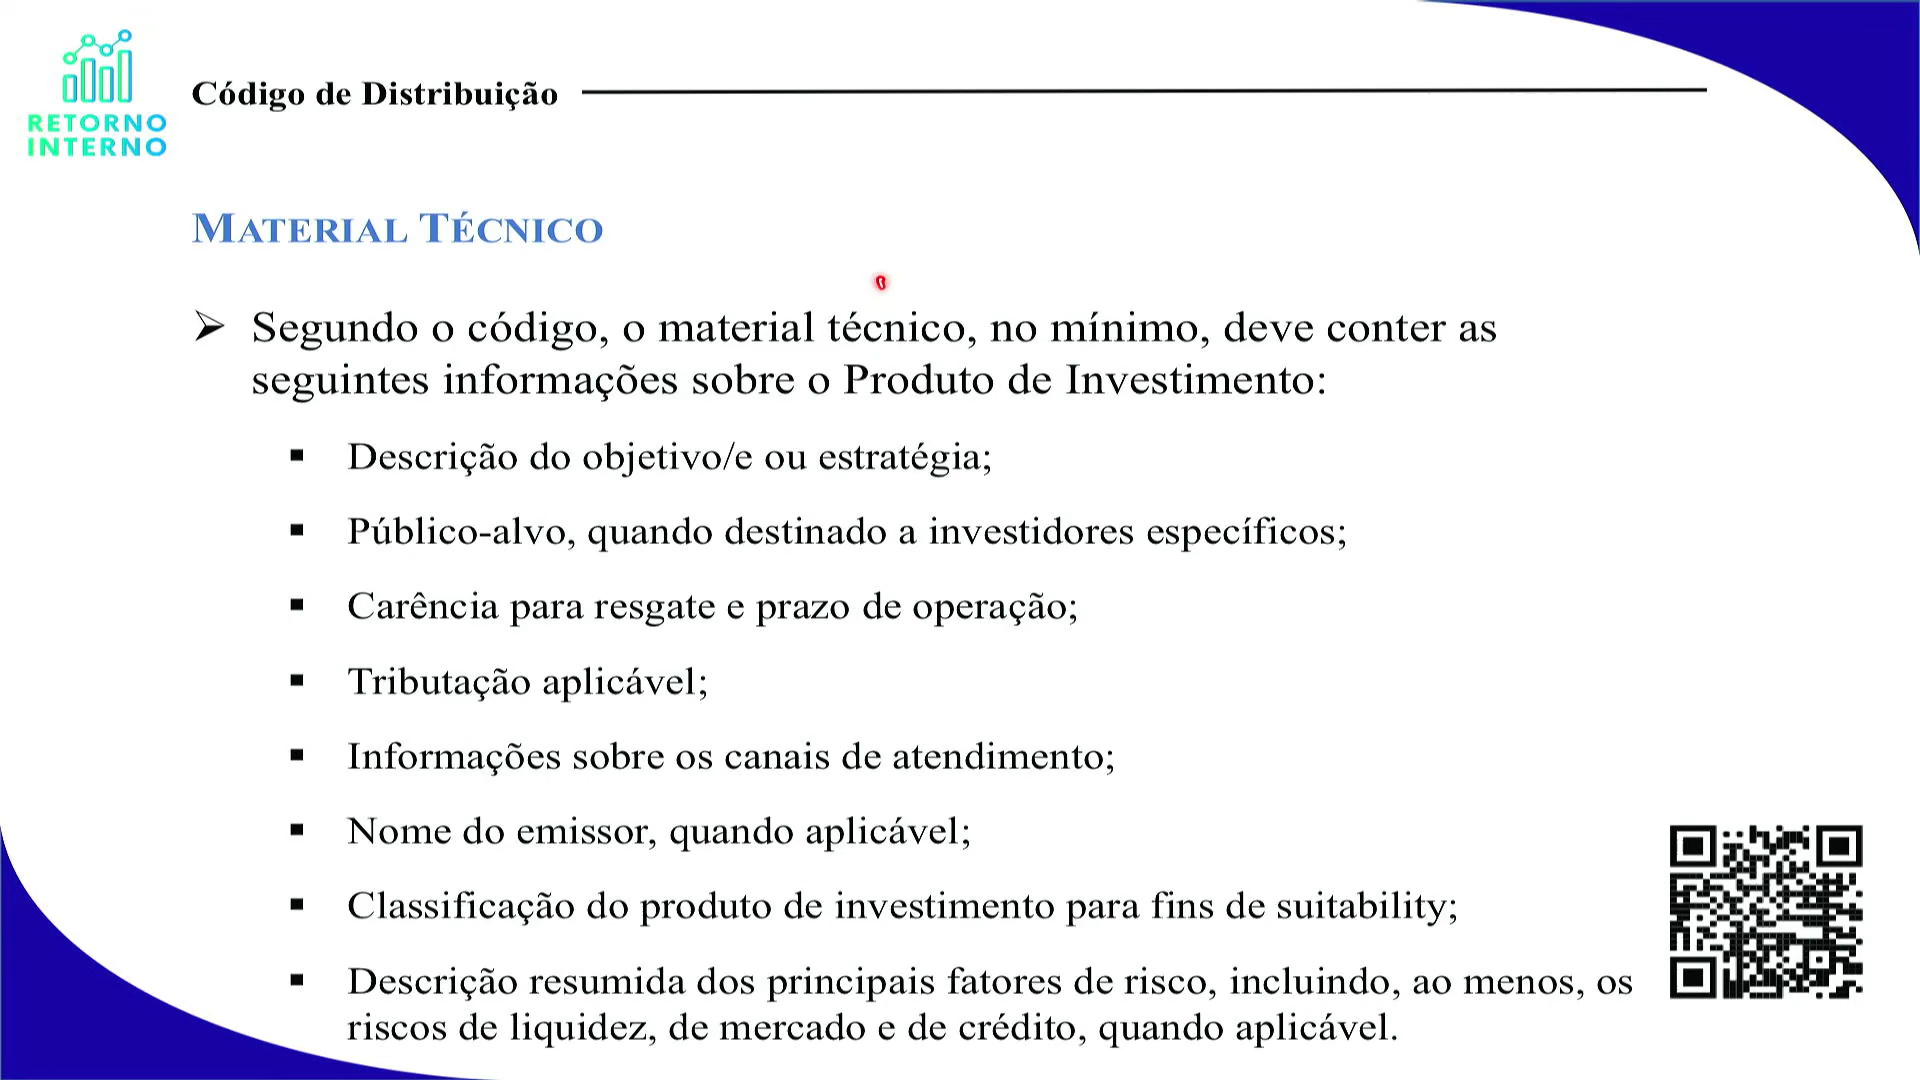 RETORNO
INTERNO
Código de Distribuição
MATERIAL TÉCNICO
Segundo o código, o material técnico, no mínimo, deve conter as
seguintes informações sobre o Produto de Investimento:
Descrição do objetivo/e ou estratégia;
Público-alvo, quando destinado a investidores específicos;
Carência para resgate e prazo de operação;
Tributação aplicável;
Informações sobre os canais de atendimento;
Nome do emissor, quando aplicável;
Classificação do produto de investimento para fins de suitability;
Descrição resumida dos principais fatores de risco, incluindo, ao menos, os
riscos de liquidez, de mercado e de crédito, quando aplicável.